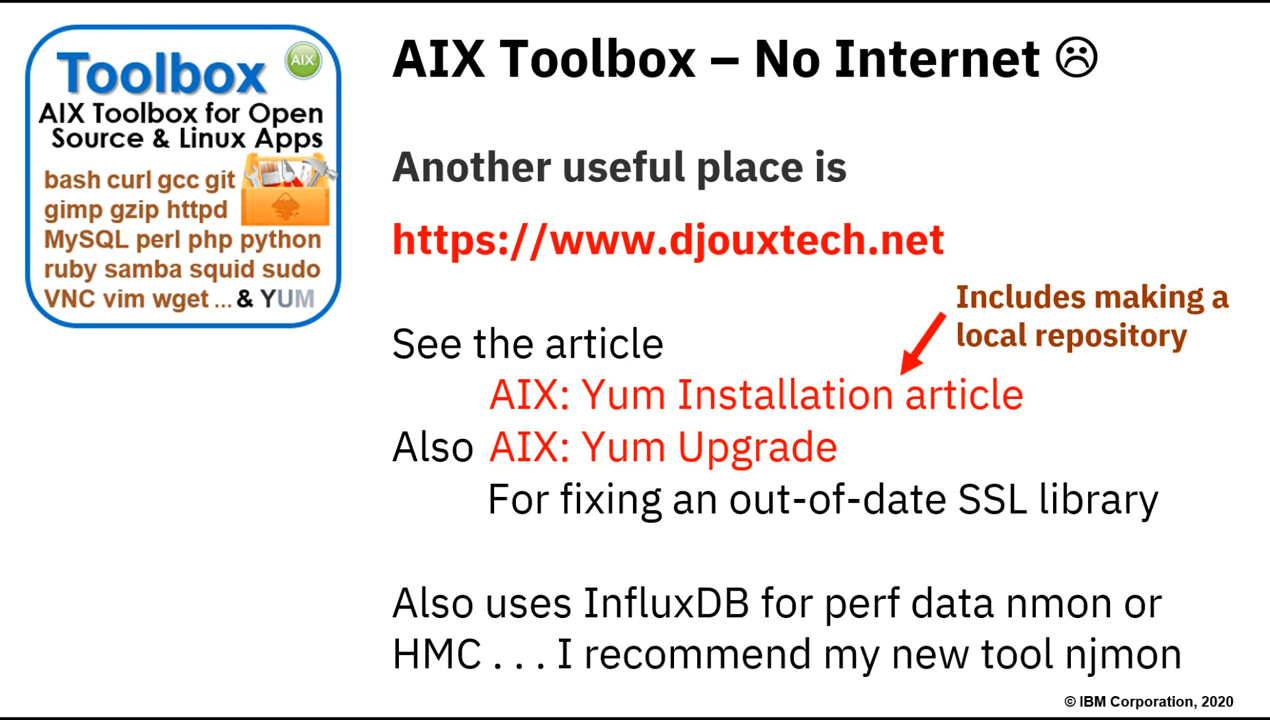 Toolbox
AIX
AIX Toolbox for Open
Source & Linux Apps
bash curl gcc git
gimp gzip httpd
MySQL perl php python
ruby samba squid sudo
VNC vim wget ... & YUM
AIX Toolbox – No Internet ☹
Another useful place is
https://www.djouxtech.net
Includes making a
local repository
See the article
AIX: Yum Installation article
Also AIX: Yum Upgrade
For fixing an out-of-date SSL library
Also uses InfluxDB for perf data nmon or
HMC . . . I recommend my new tool njmon
© IBM Corporation, 2020